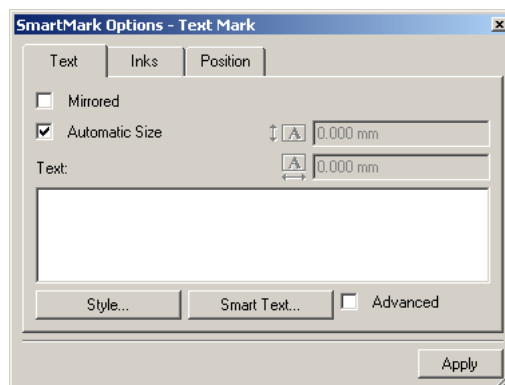 SmartMark Options - Text Mark
Text Inks Position
Mirrored
Automatic Size A 0.000 mm
Text: A 0.000 mm
Style... Smart Text... Advanced
Apply